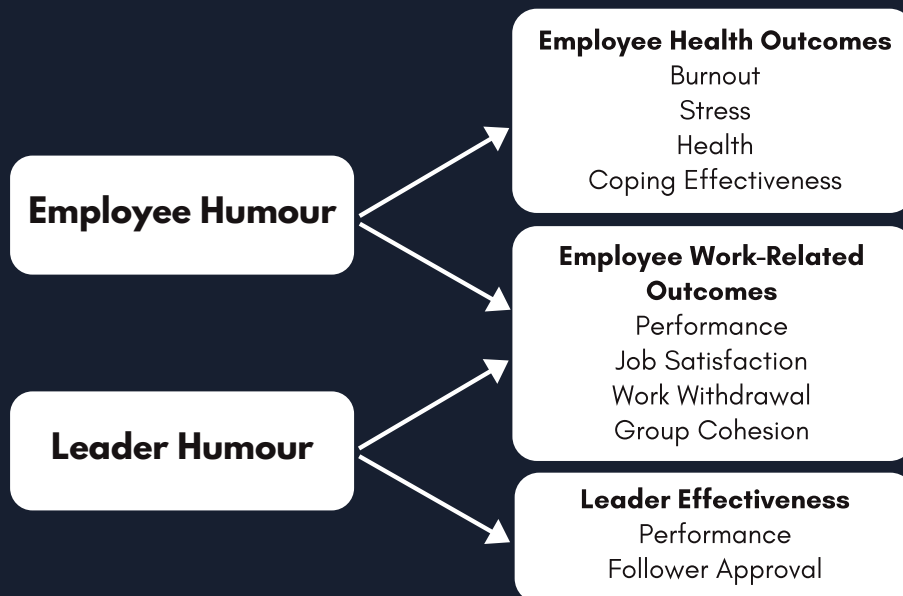 Employee Humour
Leader Humour
Employee Health Outcomes
Burnout
Stress
Health
Coping Effectiveness
Employee Work-Related
Outcomes
Performance
Job Satisfaction
Work Withdrawal
Group Cohesion
Leader Effectiveness
Performance
Follower Approval